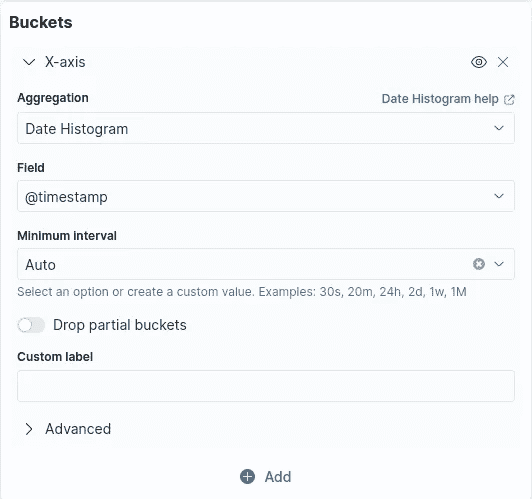 Buckets
X-axis
Aggregation
Date Histogram help
Date Histogram
Field
@timestamp
Minimum interval
Auto
Select an option or create a custom value. Examples: 30s, 20m, 24h, 2d, 1w, 1M
Drop partial buckets
Custom label
Advanced
Add